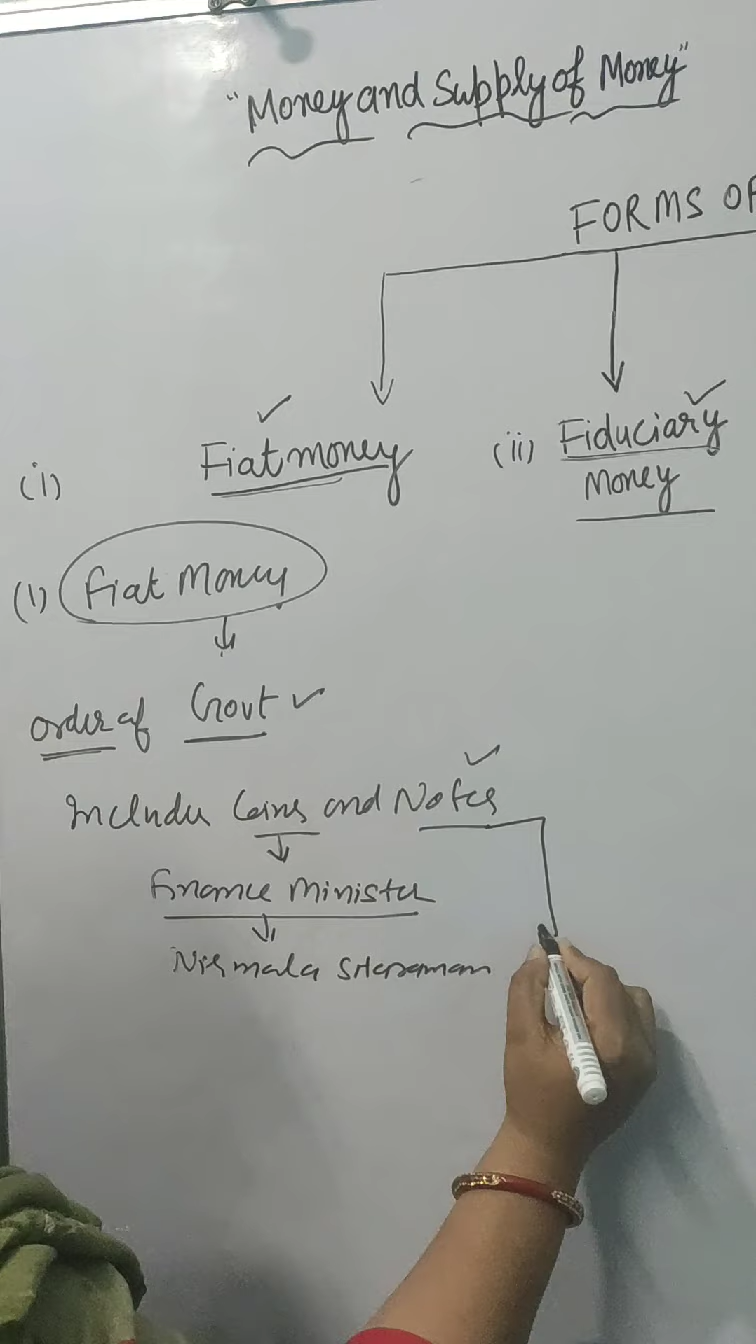 "Money and Supply of Money"
FORMS OF
(i) Fiat money (ii) Fiduciary
Money
(1) Fiat Money
order of Govt ✓
Includes Coins and Notes
Finance Minister
Nirmala Sitaraman